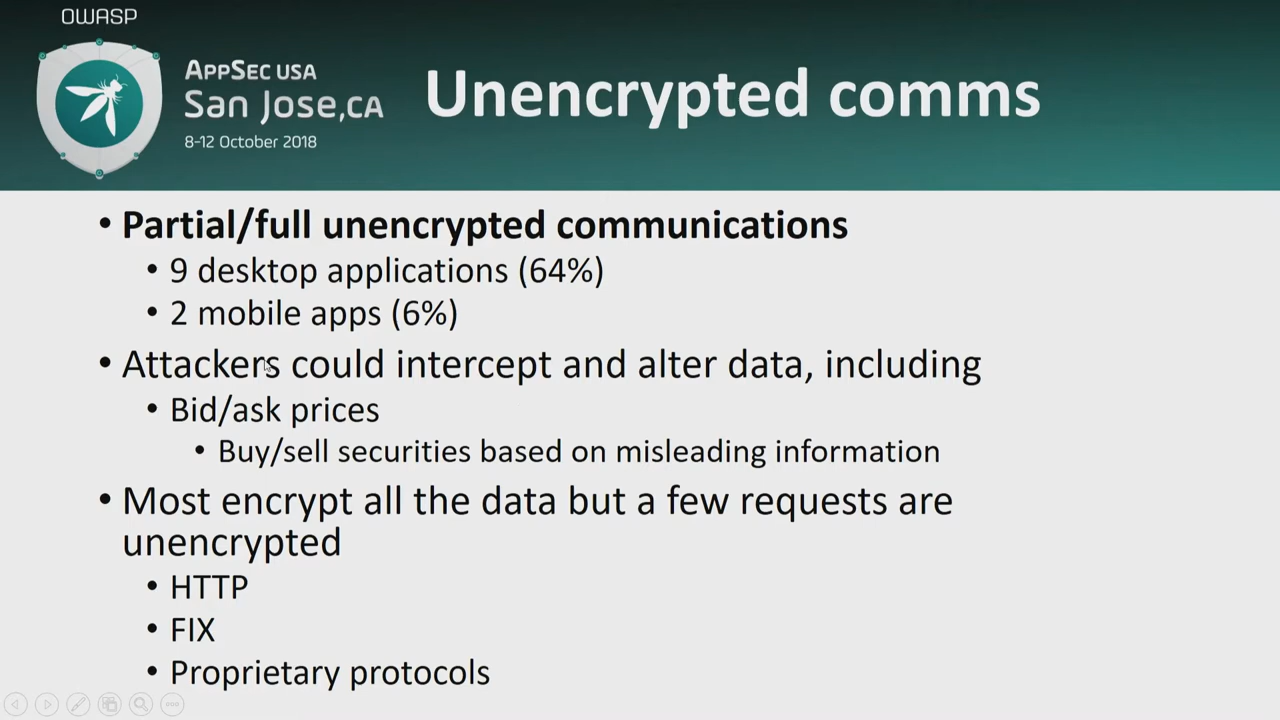 OWASP
APPSEC USA
San Jose,CA
8-12 October 2018
Unencrypted comms
• Partial/full unencrypted communications
• 9 desktop applications (64%)
• 2 mobile apps (6%)
• Attackers could intercept and alter data, including
• Bid/ask prices
• Buy/sell securities based on misleading information
• Most encrypt all the data but a few requests are
unencrypted
• HTTP
• FIX
• Proprietary protocols